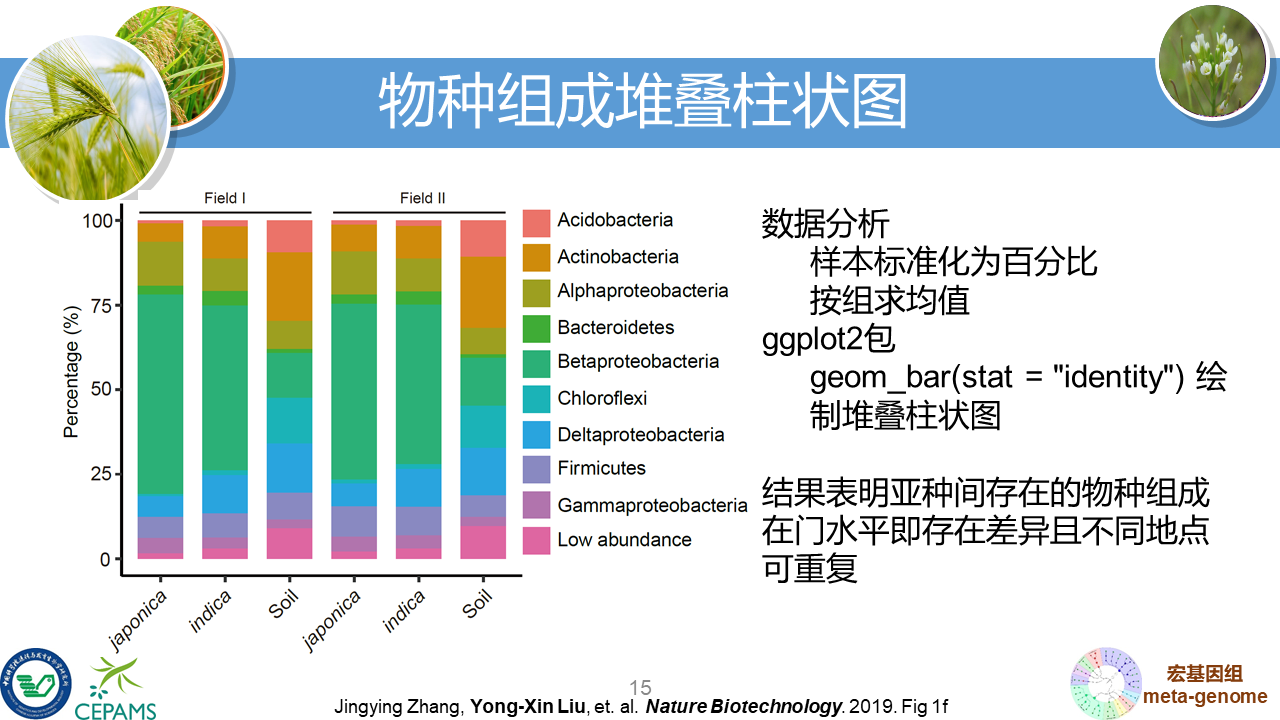 物种组成堆叠柱状图
Field I
Field II
Percentage (%)
100
75
50
25
0
japonica
indica
Soil
japonica
indica
Soil
Acidobacteria
Actinobacteria
Alphaproteobacteria
Bacteroidetes
Betaproteobacteria
Chloroflexi
Deltaproteobacteria
Firmicutes
Gammaproteobacteria
Low abundance
数据分析
样本标准化为百分比
按组求均值
ggplot2包
geom_bar(stat = "identity") 绘
制堆叠柱状图
结果表明亚种间存在的物种组成
在门水平即存在差异且不同地点
可重复
CEPAMS
15
Jingying Zhang, Yong-Xin Liu, et. al. Nature Biotechnology. 2019. Fig 1f
宏基因组
meta-genome